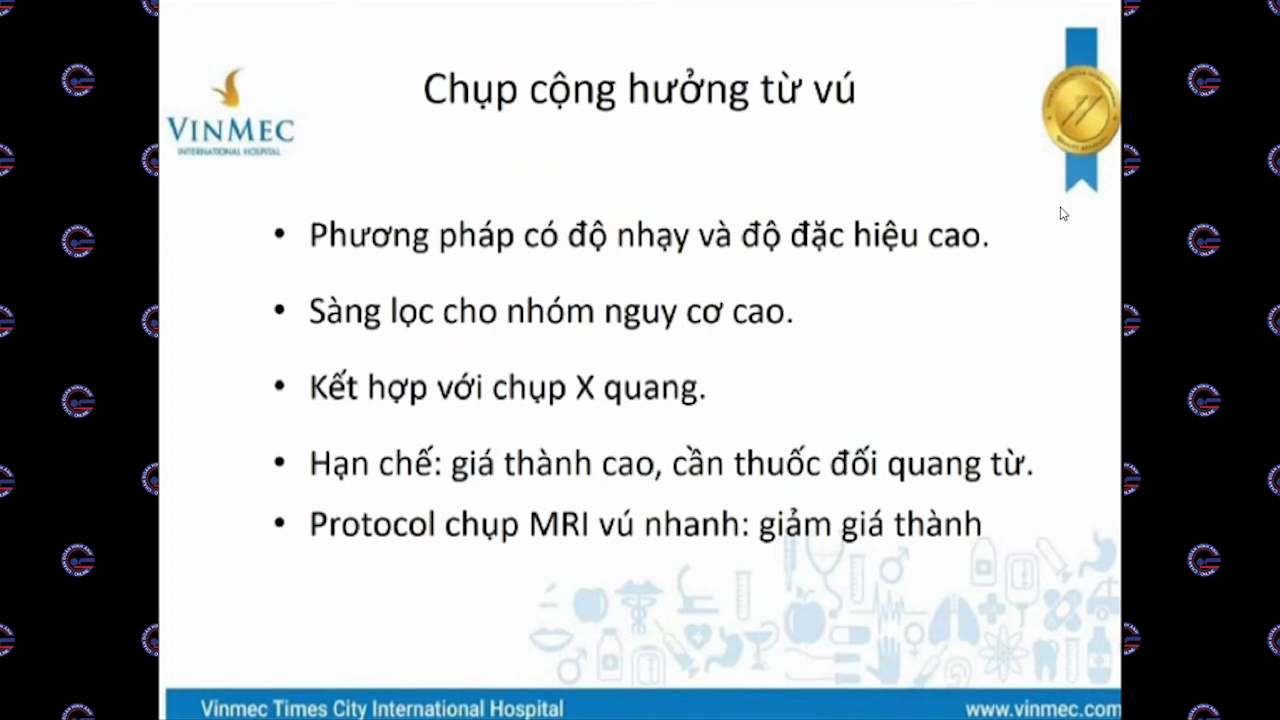 Chụp cộng hưởng từ vú
VINMEC
INTERNATIONAL HOSPITAL
• Phương pháp có độ nhạy và độ đặc hiệu cao.
• Sàng lọc cho nhóm nguy cơ cao.
• Kết hợp với chụp X quang.
• Hạn chế: giá thành cao, cần thuốc đối quang từ.
• Protocol chụp MRI vú nhanh: giảm giá thành
Vinmec Times City International Hospital
www.vinmec.com